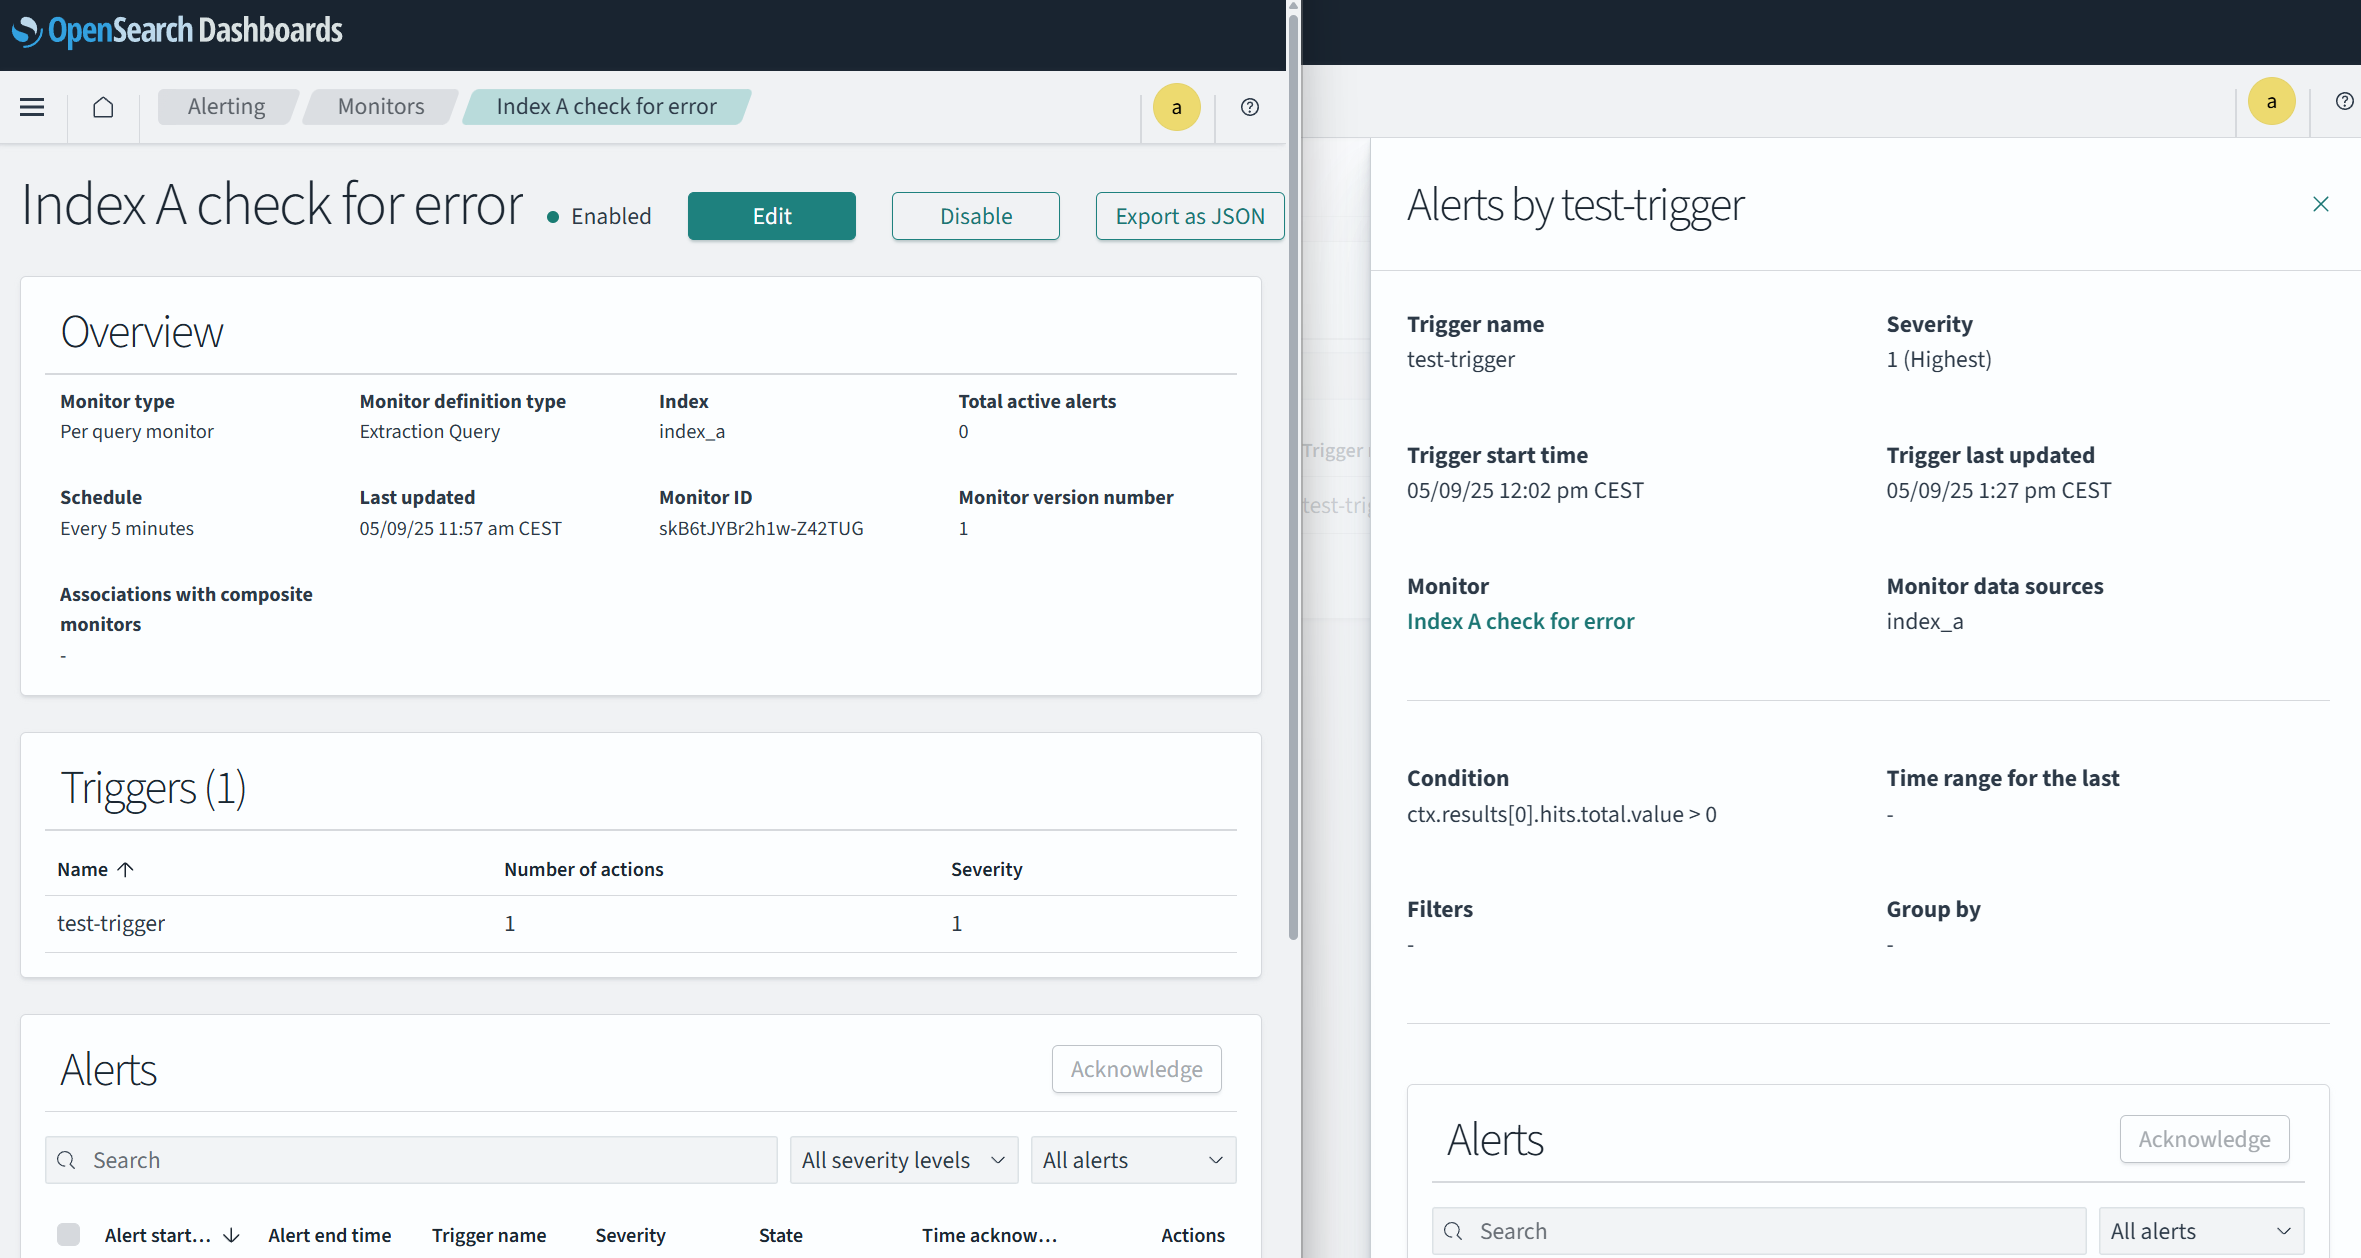 OpenSearch Dashboards
Alerting
Monitors
Index A check for error
a
Index A check for error
Enabled
Edit
Disable
Export as JSON
Overview
Monitor type
Monitor definition type
Index
Total active alerts
Per query monitor
Extraction Query
index_a
0
Schedule
Last updated
Monitor ID
Monitor version number
Every 5 minutes
05/09/25 11:57 am CEST
skB6tJYBr2h1w-Z42TUG
1
Associations with composite
monitors
-
Triggers (1)
Name
Number of actions
Severity
test-trigger
1
1
Alerts
Acknowledge
Search
All severity levels
All alerts
Alert start...
Alert end time
Trigger name
Severity
State
Time acknow...
Actions
a
Trigger
test-trig
Alerts by test-trigger
Trigger name
Severity
test-trigger
1 (Highest)
Trigger start time
Trigger last updated
05/09/25 12:02 pm CEST
05/09/25 1:27 pm CEST
Monitor
Monitor data sources
Index A check for error
index_a
Condition
Time range for the last
ctx.results[0].hits.total.value > 0
-
Filters
Group by
-
-
Alerts
Acknowledge
Search
All alerts